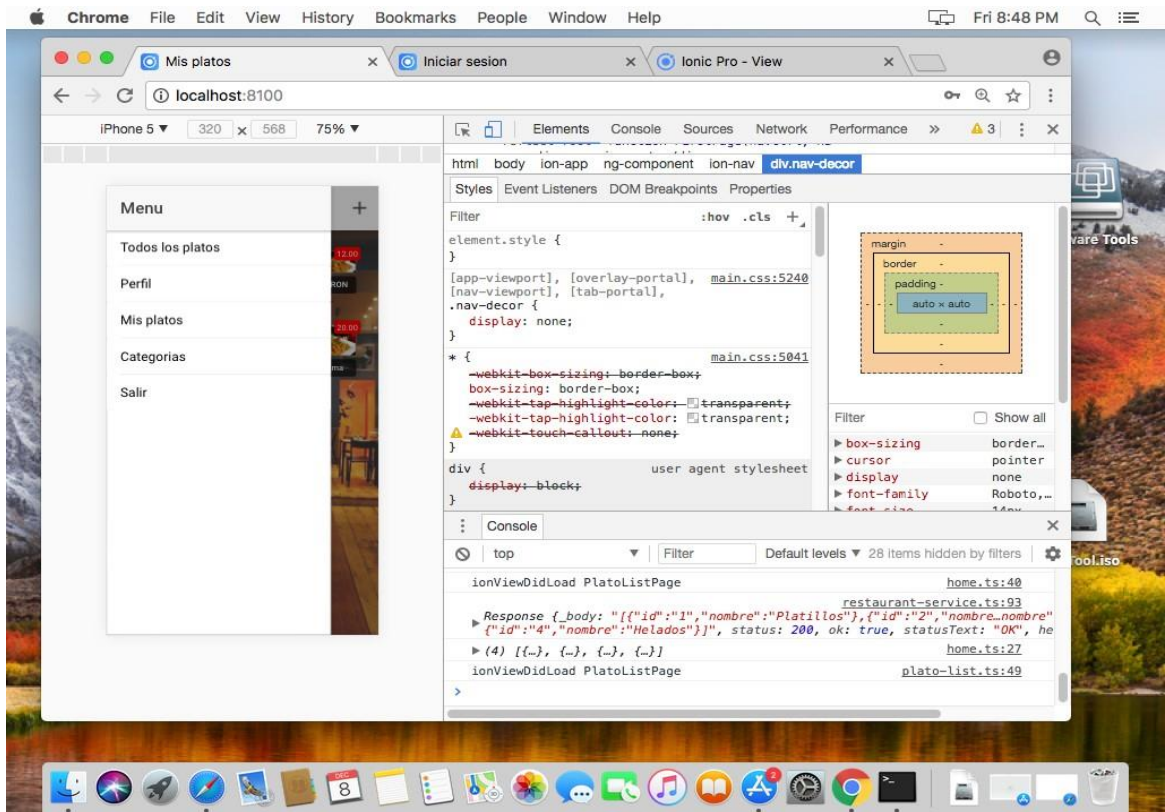 Chrome File Edit View History Bookmarks People Window Help Fri 8:48 PM
Mis platos × Iniciar sesion × Ionic Pro - View ×
localhost:8100
iPhone 5 ▼ 320 × 568 75% ▼
Elements Console Sources Network Performance » 3
html body ion-app ng-component ion-nav div.nav-decor
Styles Event Listeners DOM Breakpoints Properties
Menu +
Todos los platos
Perfil
Mis platos
Categorias
Salir
12.00
RON
20.00
ma
Filter :hov .cls +
element.style {
}
[app-viewport], [overlay-portal], main.css:5240
[nav-viewport], [tab-portal],
.nav-decor {
display: none;
}
* { main.css:5041
-webkit-box-sizing: border-box;
box-sizing: border-box;
-webkit-tap-highlight-color: transparent;
-webkit-tap-highlight-color: transparent;
-webkit-touch-callout: none;
}
div { user agent stylesheet
display: block;
}
margin -
border -
padding -
auto × auto
Filter Show all
box-sizing border…
cursor pointer
display none
font-family Roboto,…
font-size 14px
Console
top ▼ Filter Default levels ▼ 28 items hidden by filters
ionViewDidLoad PlatoListPage home.ts:40
restaurant-service.ts:93
Response {_body: "[{"id":"1","nombre":"Platillos"},{"id":"2","nombre…nombre"
{"id":"4","nombre":"Helados"}]", status: 200, ok: true, statusText: "OK", he
(4) [{…}, {…}, {…}, {…}] home.ts:27
ionViewDidLoad PlatoListPage plato-list.ts:49
>
ware Tools
Tool.iso
DEC
8
2